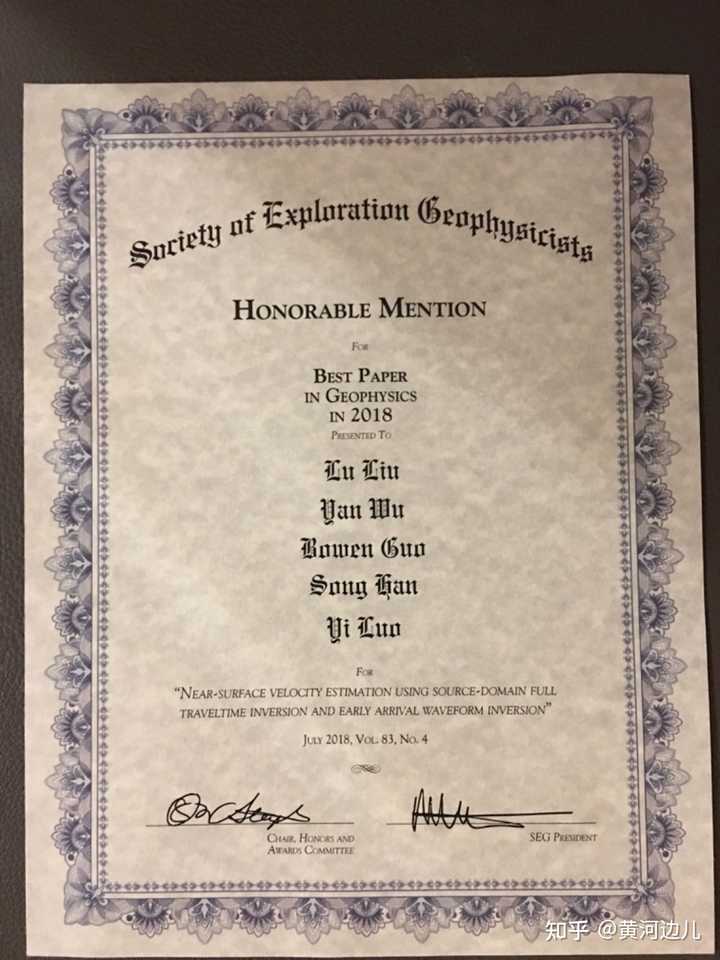 Society of Exploration Geophysicists
HONORABLE MENTION
FOR
BEST PAPER
IN GEOPHYSICS
IN 2018
PRESENTED TO
Lu Liu
Yan Wu
Bowen Guo
Song Han
Yi Luo
FOR
“NEAR-SURFACE VELOCITY ESTIMATION USING SOURCE-DOMAIN FULL
TRAVELTIME INVERSION AND EARLY ARRIVAL WAVEFORM INVERSION”
JULY 2018, VOL. 83, NO. 4
CHAIR, HONORS AND
AWARDS COMMITTEE
SEG PRESIDENT
知乎 @黄河边儿